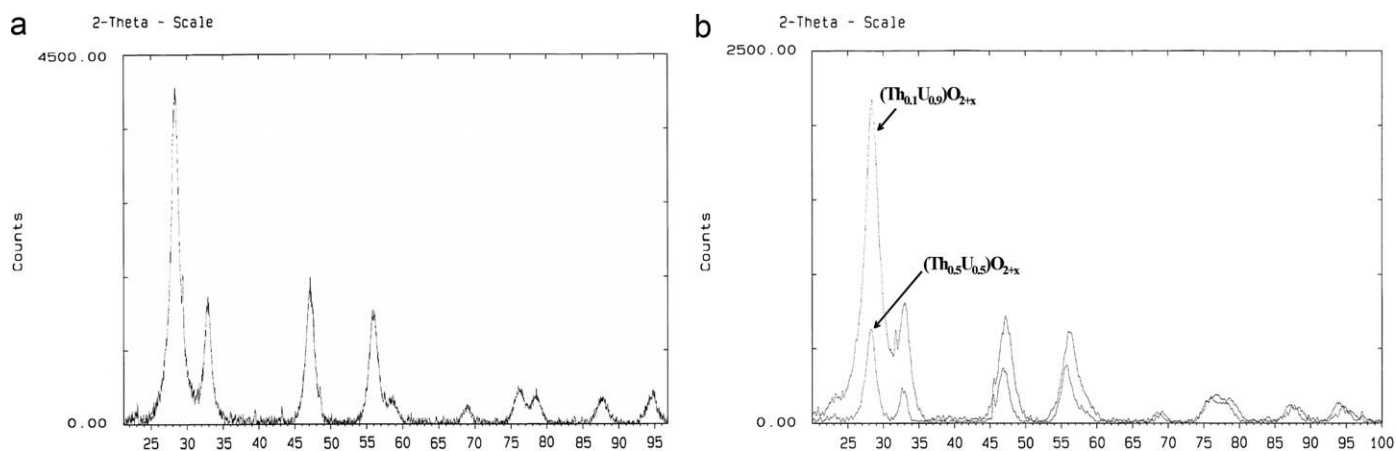 a
2-Theta - Scale
4500.00
Counts
0.00
25 30 35 40 45 50 55 60 65 70 75 80 85 90 95
b
2-Theta - Scale
2500.00
(Th0.1U0.9)O2+x
(Th0.5U0.5)O2+x
Counts
0.00
25 30 35 40 45 50 55 60 65 70 75 80 85 90 95 100